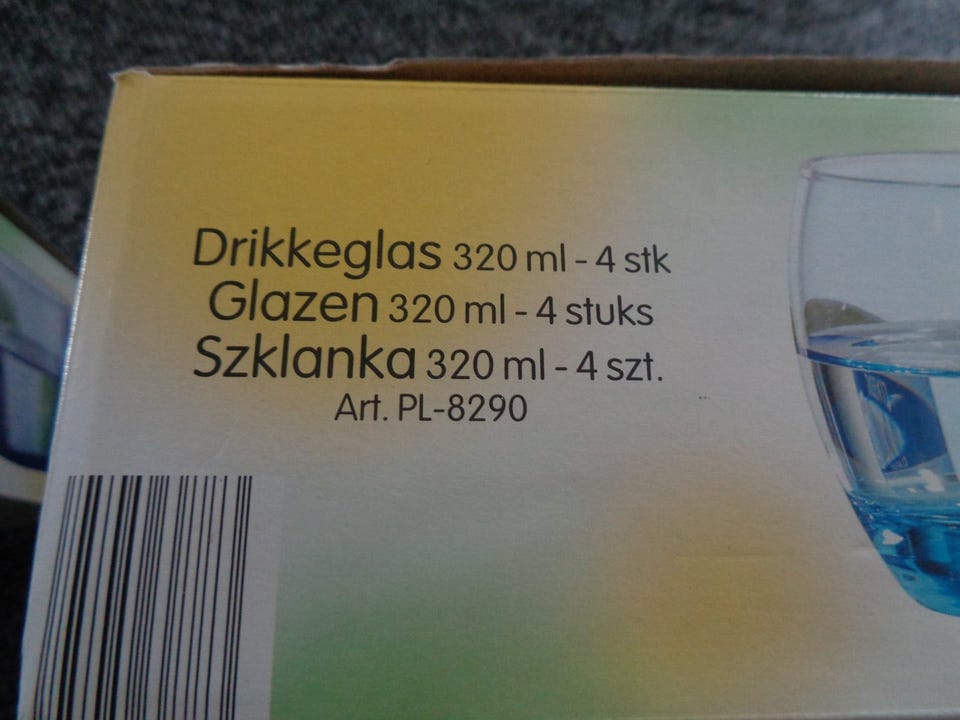 Drikkeglas 320 ml - 4 stk
Glazen 320 ml - 4 stuks
Szklanka 320 ml - 4 szt.
Art. PL-8290